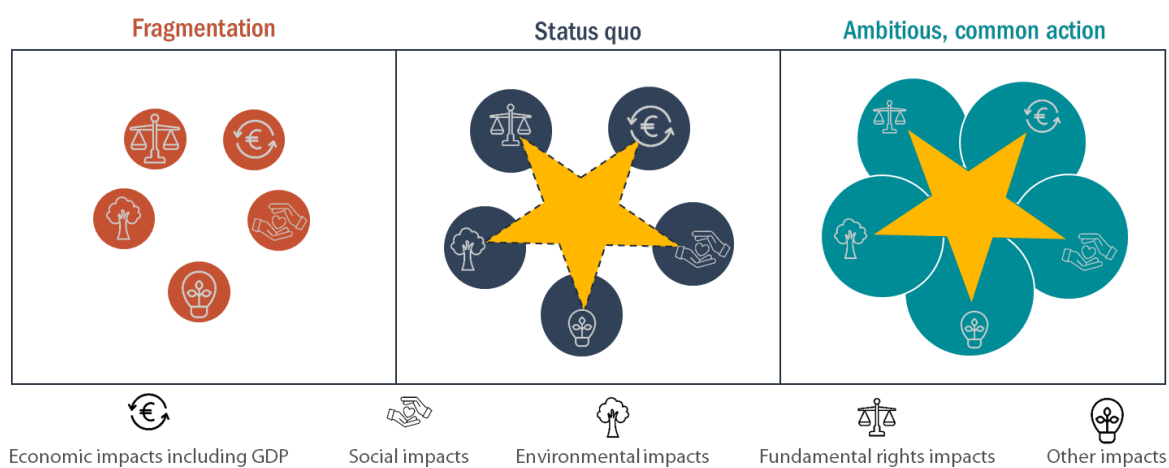 Fragmentation
Status quo
Ambitious, common action
Economic impacts including GDP
Social impacts
Environmental impacts
Fundamental rights impacts
Other impacts